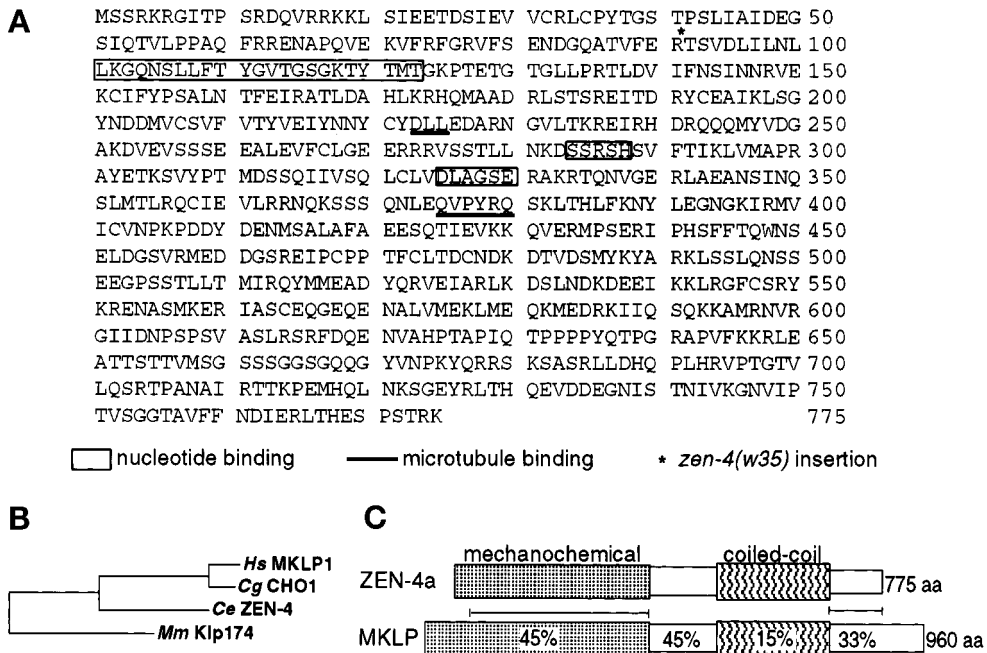 A
MSSRKRGITP SRDQVRRKKL SIEETDSIEV VCRLCPYTGS TPSLIAIDEG 50
*
SIQTVLPPAQ FRRENAPQVE KVFRFGRVFS ENDGQATVFE RTSVDLILNL 100
LKGQNSLLFT YGVTGSGKTY TMTGKPTETG TGLLPRTLDV IFNSINNRVE 150
KCIFYPSALN TFEIRATLDA HLKRHQMAAD RLSTSREITD RYCEAIKLSG 200
YNDDMVCSVF VTYVEIYNNY CYDLLEDARN GVLTKREIRH DRQQQMYVDG 250
AKDVEVSSSE EALEVFCLGE ERRRVSSTLL NKDSSRSHSV FTIKLVMAPR 300
AYETKSVYPT MDSSQIIVSQ LCLVDLAGSE RAKRTQNVGE RLAEANSINQ 350
SLMTLRQCIE VLRRNQKSSS QNLEQVPYRQ SKLTHLFKNY LEGNGKIRMV 400
ICVNPKPDDY DENMSALAFA EESQTIEVKK QVERMPSERI PHSFFTQWNS 450
ELDGSVRMED DGSREIPCPP TFCLTDCNDK DTVDSMYKYA RKLSSLQNSS 500
EEGPSSTLLT MIRQYMMEAD YQRVEIARLK DSLNDKDEEI KKLRGFCSRY 550
KRENASMKER IASCEQGEQE NALVMEKLME QKMEDRKIIQ SQKKAMRNVR 600
GIIDNPSPSV ASLRSRFDQE NVAHPTAPIQ TPPPPYQTPG RAPVFKKRLE 650
ATTSTTVMSG SSSSGGSGQQG YVNPKYQRRS KSASRLLDHQ PLHRVPTGTV 700
LQSRTPANAI RTTKPEMHQL NKSGEYRLTH QEVDDEGNIS TNIVKGNVIP 750
TVSGGTAVFF NDIERLTHES PSTRK 775
nucleotide binding microtubule binding * zen-4(w35) insertion
B
Hs MKLP1
Cg CHO1
Ce ZEN-4
Mm Klp174
C
mechanochemical coiled-coil
ZEN-4a 775 aa
MKLP 45% 45% 15% 33% 960 aa